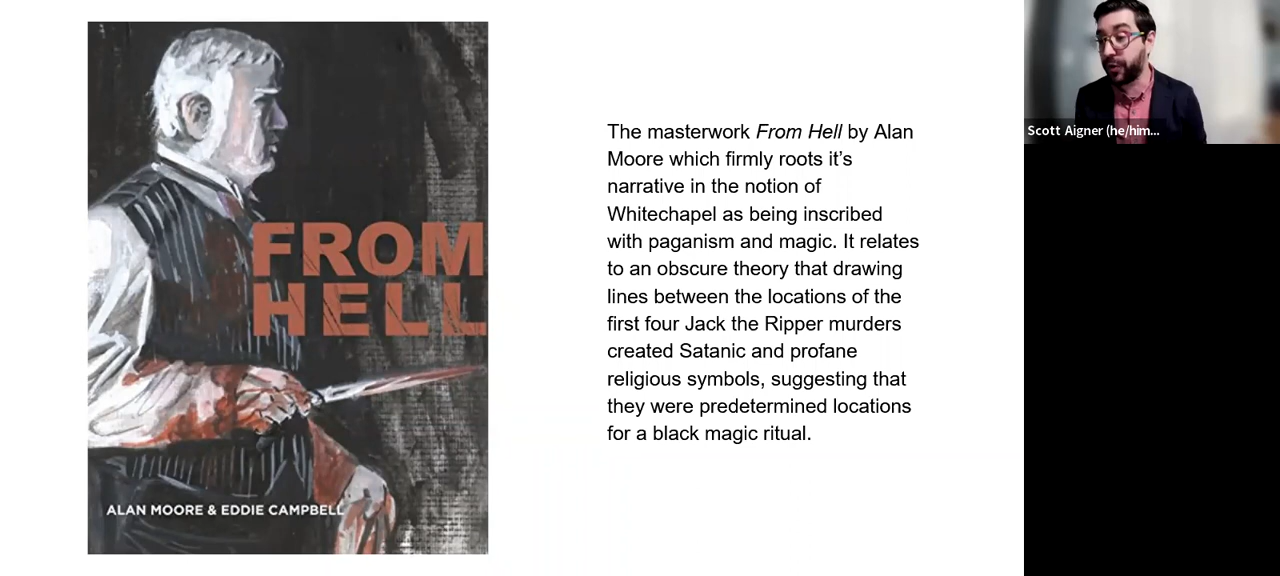 FROM
HELL
ALAN MOORE & EDDIE CAMPBELL
The masterwork From Hell by Alan
Moore which firmly roots it’s
narrative in the notion of
Whitechapel as being inscribed
with paganism and magic. It relates
to an obscure theory that drawing
lines between the locations of the
first four Jack the Ripper murders
created Satanic and profane
religious symbols, suggesting that
they were predetermined locations
for a black magic ritual.
Scott Aigner (he/him...